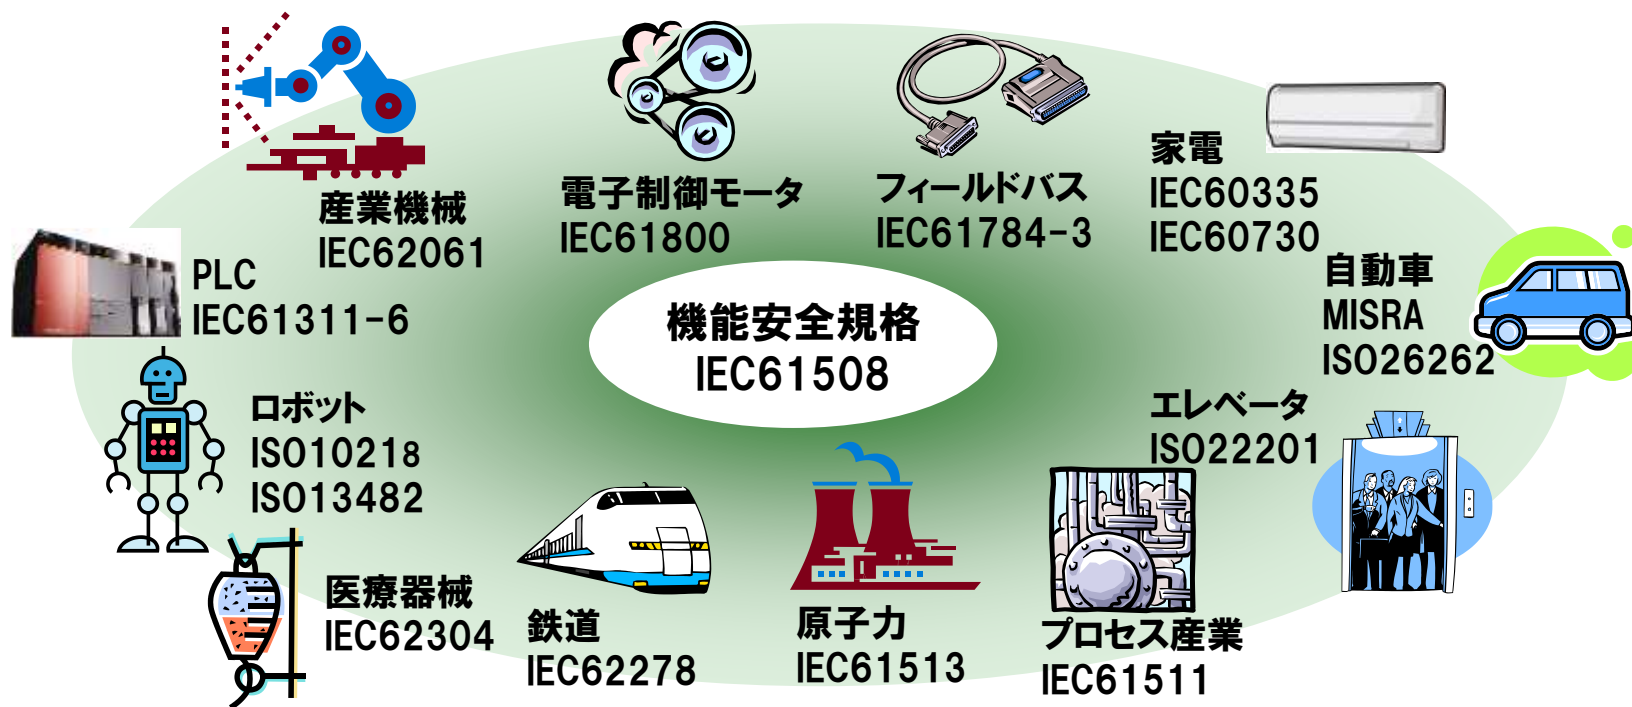 産業機械
IEC62061
電子制御モータ
IEC61800
フィールドバス
IEC61784-3
家電
IEC60335
IEC60730
自動車
MISRA
ISO26262
PLC
IEC61311-6
機能安全規格
IEC61508
ロボット
ISO10218
ISO13482
エレベータ
ISO22201
医療器械
IEC62304
鉄道
IEC62278
原子力
IEC61513
プロセス産業
IEC61511